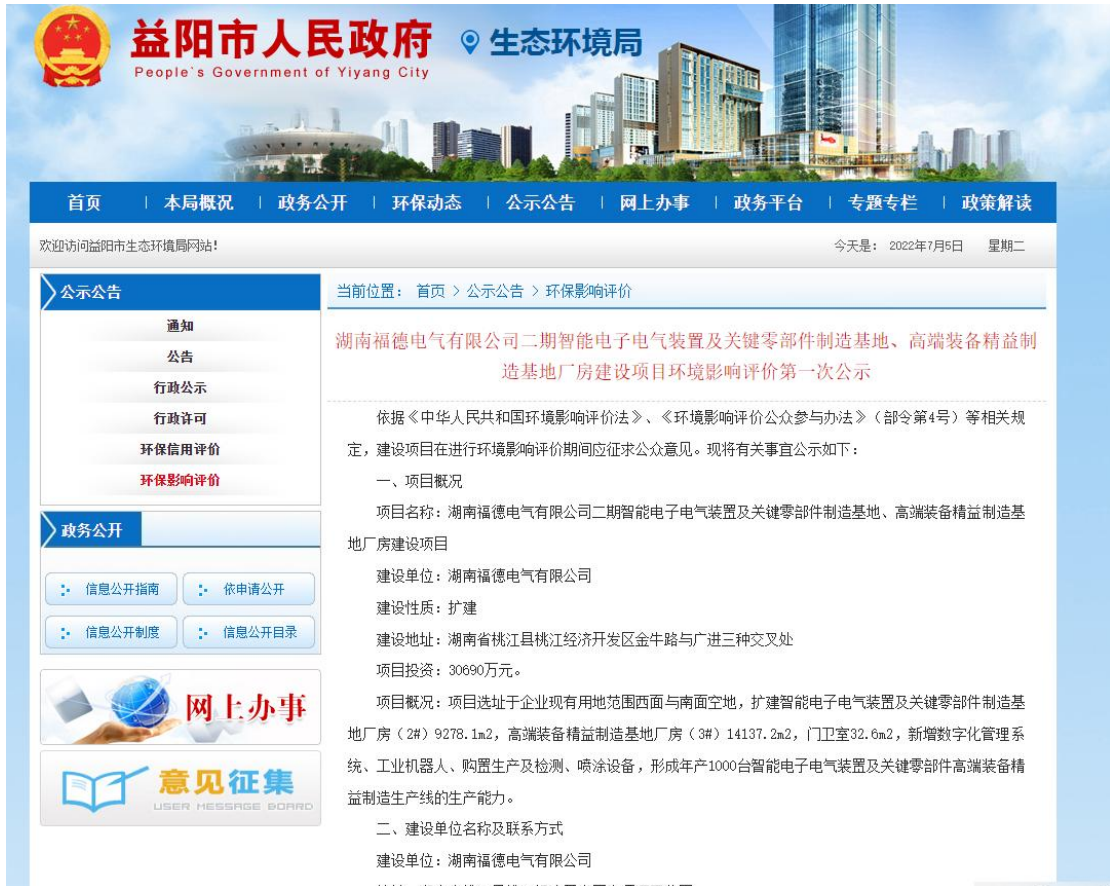 益阳市人民政府
People`s Government of Yiyang City
生态环境局
首页 本局概况 政务公开 环保动态 公示公告 网上办事 政务平台 专题专栏 政策解读
欢迎访问益阳市生态环境局网站!
今天是: 2022年7月5日 星期二
公示公告
通知
公告
行政公示
行政许可
环保信用评价
环保影响评价
政务公开
信息公开指南
依申请公开
信息公开制度
信息公开目录
网上办事
意见征集
USER MESSAGE BOARD
当前位置: 首页 > 公示公告 > 环保影响评价
湖南福德电气有限公司二期智能电子电气装置及关键零部件制造基地、高端装备精益制
造基地厂房建设项目环境影响评价第一次公示
依据《中华人民共和国环境影响评价法》、《环境影响评价公众参与办法》（部令第4号）等相关规
定，建设项目在进行环境影响评价期间应征求公众意见。现将有关事宜公示如下：
一、项目概况
项目名称：湖南福德电气有限公司二期智能电子电气装置及关键零部件制造基地、高端装备精益制造基
地厂房建设项目
建设单位：湖南福德电气有限公司
建设性质：扩建
建设地址：湖南省桃江县桃江经济开发区金牛路与广进三种交叉处
项目投资：30690万元。
项目概况：项目选址于企业现有用地范围西面与南面空地，扩建智能电子电气装置及关键零部件制造基
地厂房（2#）9278.1m2，高端装备精益制造基地厂房（3#）14137.2m2，门卫室32.6m2，新增数字化管理系
统、工业机器人、购置生产及检测、喷涂设备，形成年产1000台智能电子电气装置及关键零部件高端装备精
益制造生产线的生产能力。
二、建设单位名称及联系方式
建设单位：湖南福德电气有限公司